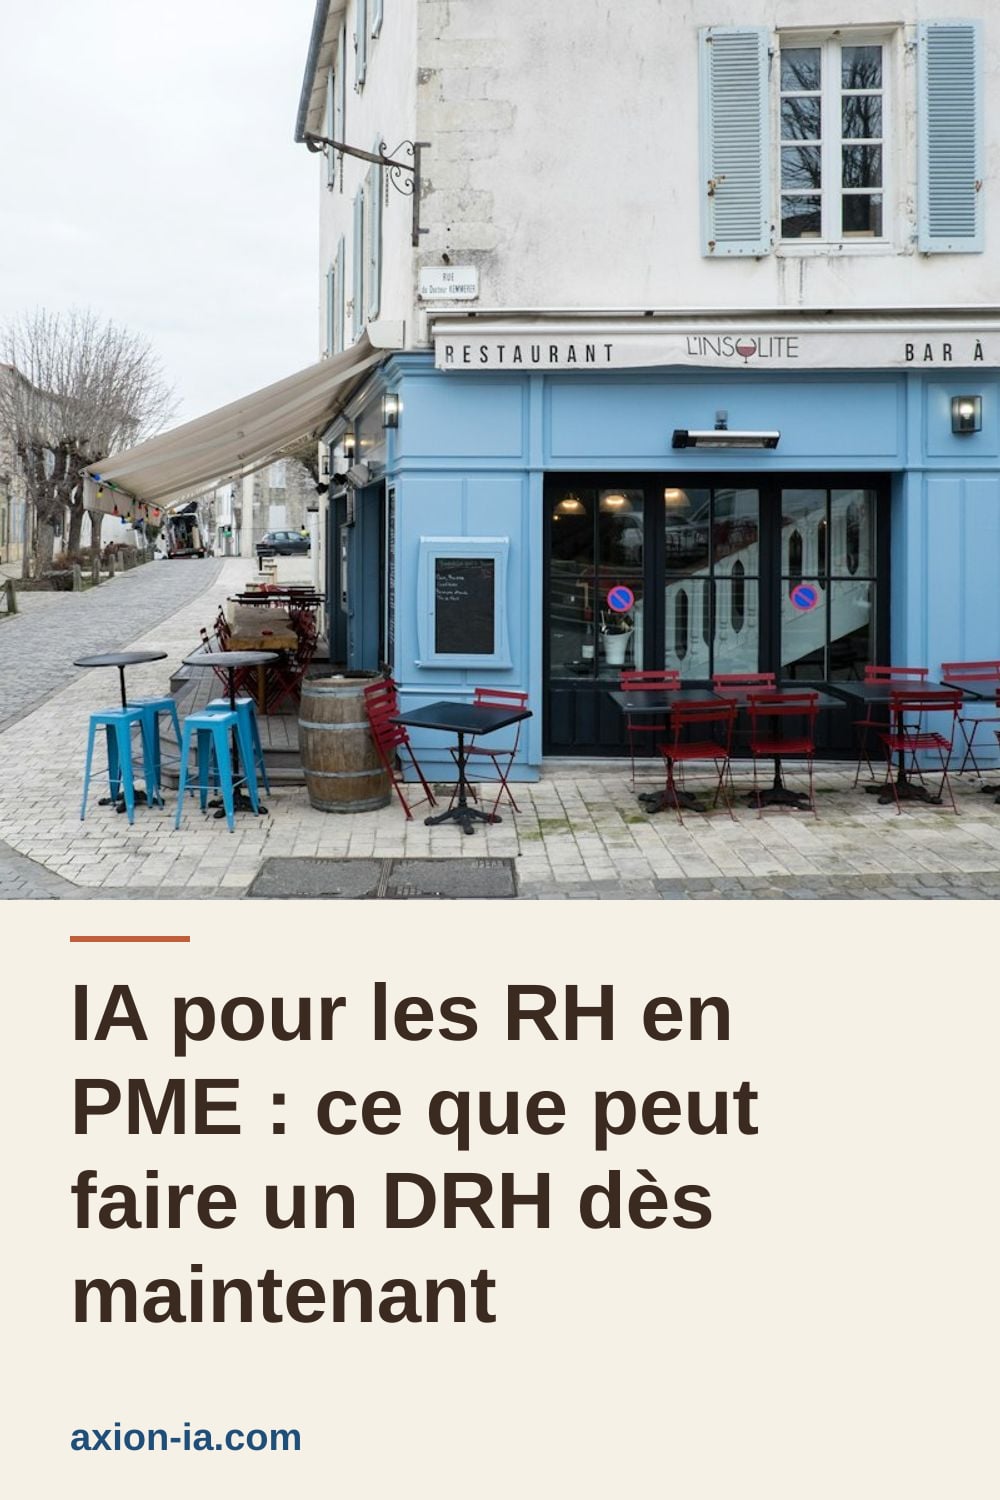 RUE
du Docteur KEMMERER
RESTAURANT L'INSOLITE BAR À
IA pour les RH en
PME : ce que peut
faire un DRH dès
maintenant
axion-ia.com